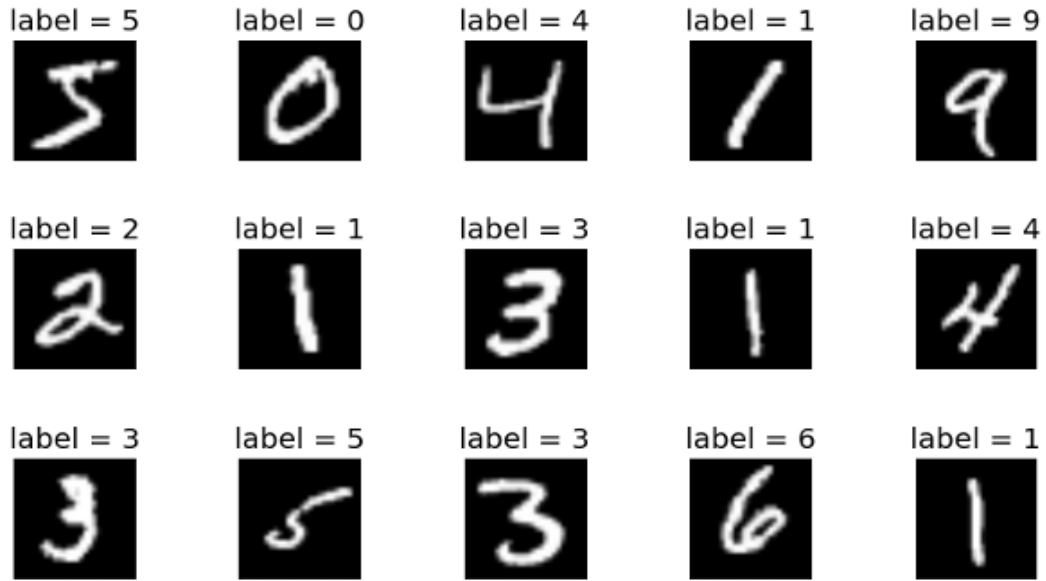 label = 5 label = 0 label = 4 label = 1 label = 9
5 0 4 1 9
label = 2 label = 1 label = 3 label = 1 label = 4
2 1 3 1 4
label = 3 label = 5 label = 3 label = 6 label = 1
3 5 3 6 1